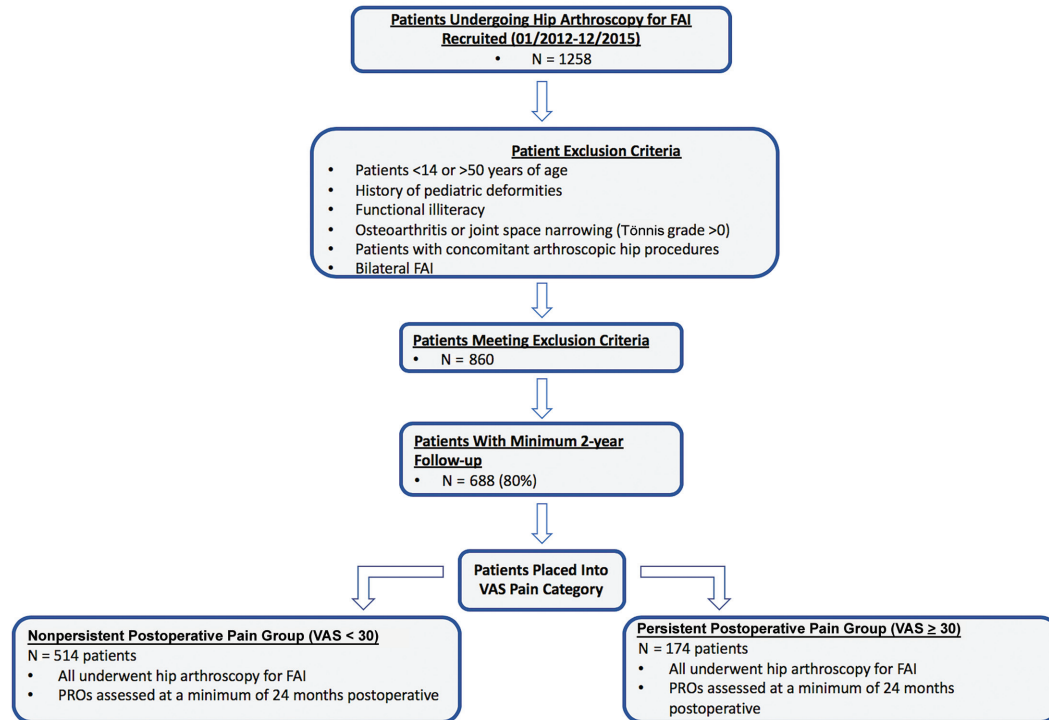 Patients Undergoing Hip Arthroscopy for FAI
Recruited (01/2012-12/2015)
• N = 1258
Patient Exclusion Criteria
• Patients <14 or >50 years of age
• History of pediatric deformities
• Functional illiteracy
• Osteoarthritis or joint space narrowing (Tönnis grade >0)
• Patients with concomitant arthroscopic hip procedures
• Bilateral FAI
Patients Meeting Exclusion Criteria
• N = 860
Patients With Minimum 2-year
Follow-up
• N = 688 (80%)
Patients Placed Into
VAS Pain Category
Nonpersistent Postoperative Pain Group (VAS < 30)
N = 514 patients
• All underwent hip arthroscopy for FAI
• PROs assessed at a minimum of 24 months postoperative
Persistent Postoperative Pain Group (VAS ≥ 30)
N = 174 patients
• All underwent hip arthroscopy for FAI
• PROs assessed at a minimum of 24 months
postoperative